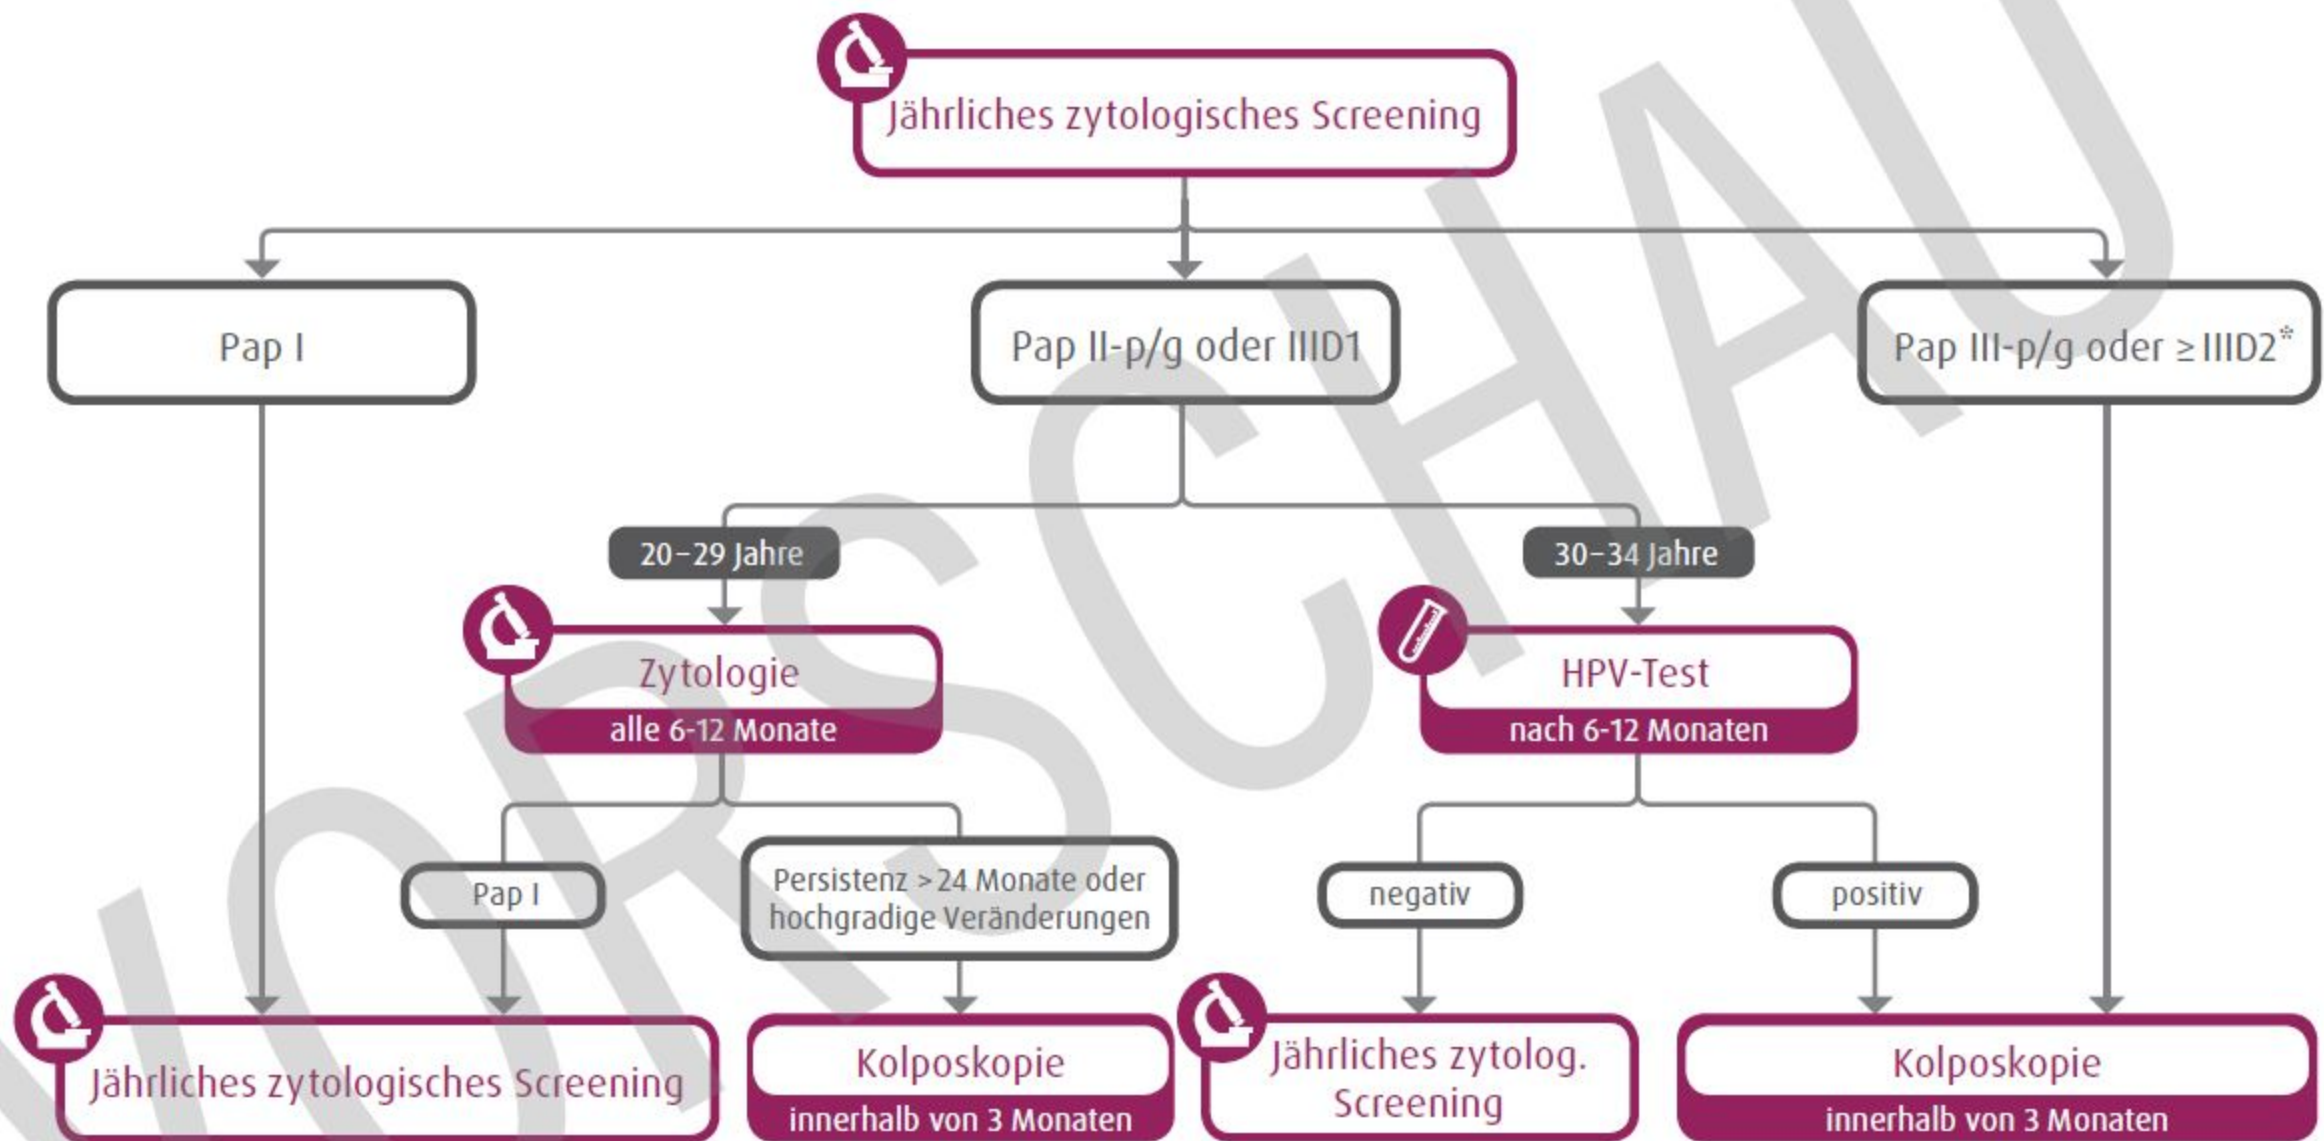 Jährliches zytologisches Screening
Pap I
Pap II-p/g oder IIID1
Pap III-p/g oder ≥ IIID2*
20–29 Jahre
30–34 Jahre
Zytologie
alle 6-12 Monate
HPV-Test
nach 6-12 Monaten
Pap I
Persistenz >24 Monate oder
hochgradige Veränderungen
negativ
positiv
Jährliches zytologisches Screening
Kolposkopie
innerhalb von 3 Monaten
Jährliches zytolog.
Screening
Kolposkopie
innerhalb von 3 Monaten
VORSCHAU